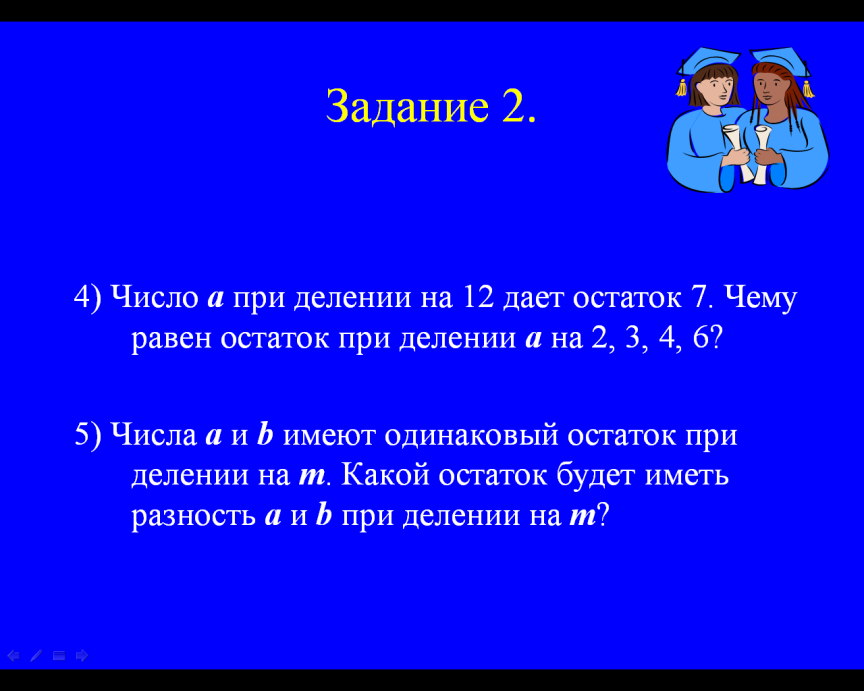 Задание 2.
4) Число a при делении на 12 дает остаток 7. Чему
равен остаток при делении a на 2, 3, 4, 6?
5) Числа a и b имеют одинаковый остаток при
делении на m. Какой остаток будет иметь
разность a и b при делении на m?